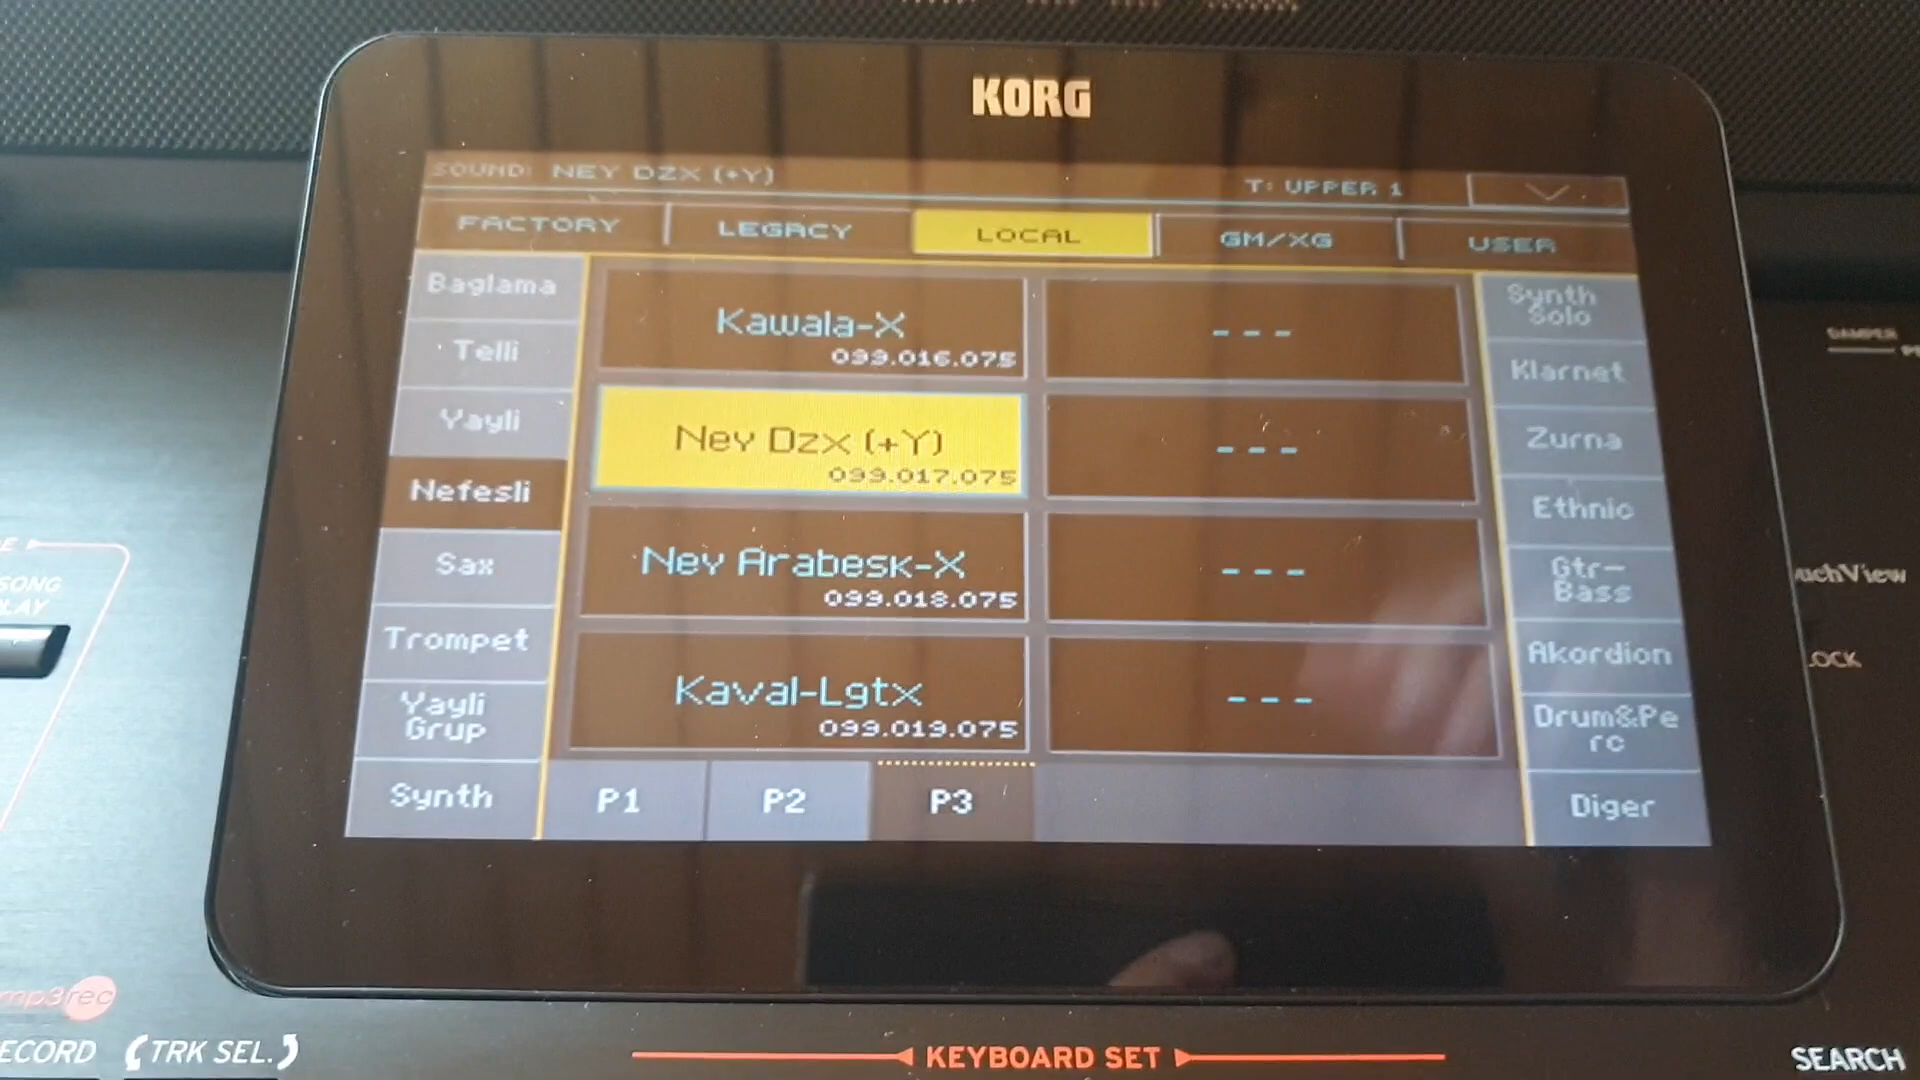 KORG
SOUND: NEY DZX (+Y)
T: UPPER 1
FACTORY
LEGACY
LOCAL
GM/XG
USER
Baglama
Telli
Yayli
Nefesli
Sax
Trompet
Yayli
Grup
Synth
Kawala-X
099.016.075
Ney Dzx (+Y)
099.017.075
Ney Arabesk-X
099.018.075
Kaval-Lgtx
099.019.075
---
---
---
---
Synth
Solo
Klarnet
Zurna
Ethnic
Gtr-
Bass
Akordion
Drum&Pe
rc
Diger
P1
P2
P3
SONG
mp3rec
TRK SEL.
KEYBOARD SET
SEARCH
DAMPER